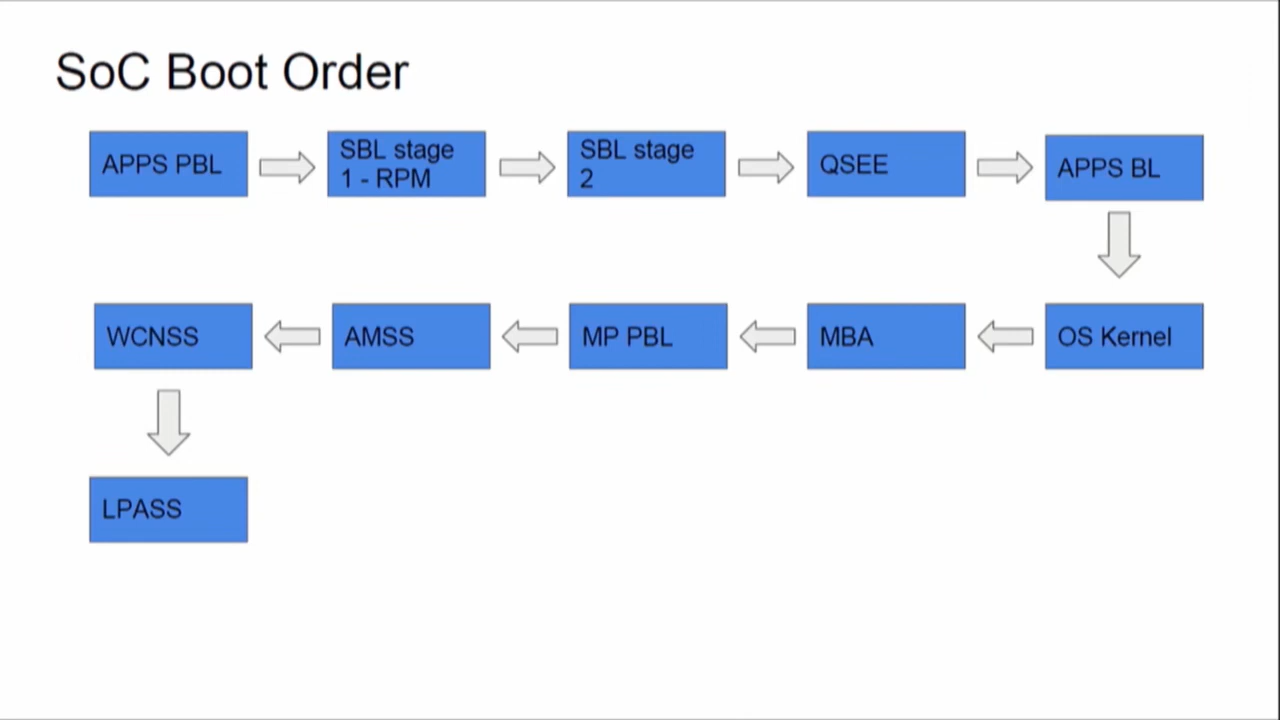 SoC Boot Order
APPS PBL
SBL stage
1 - RPM
SBL stage
2
QSEE
APPS BL
OS Kernel
MBA
MP PBL
AMSS
WCNSS
LPASS